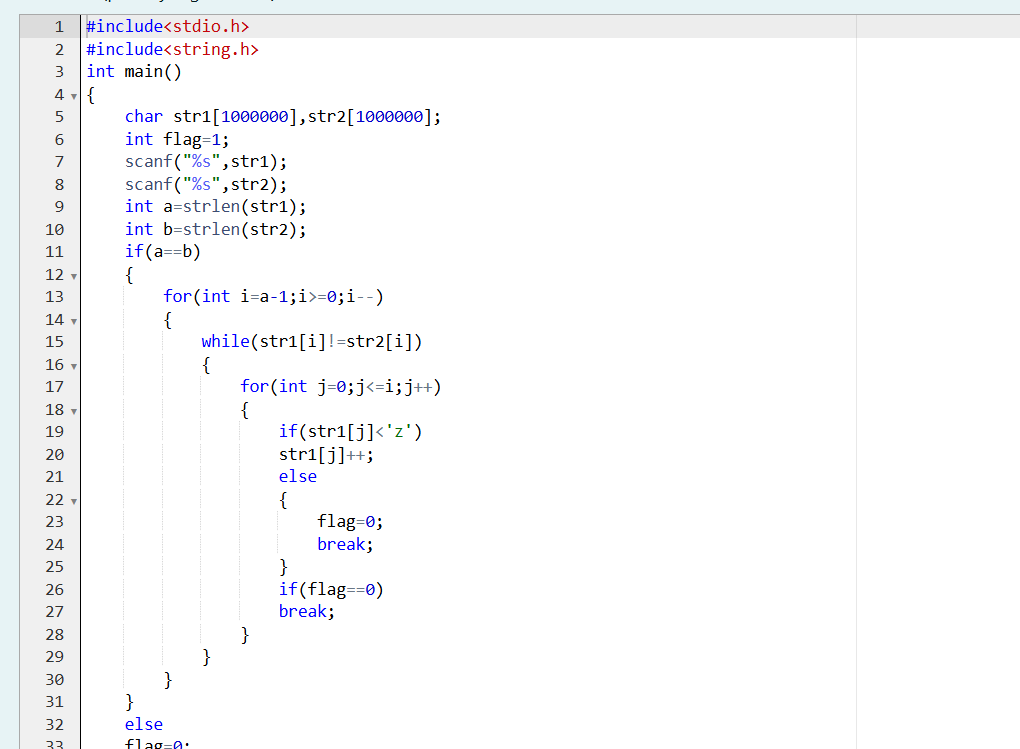 1 #include<stdio.h>
2 #include<string.h>
3 int main()
4 {
5 char str1[1000000],str2[1000000];
6 int flag=1;
7 scanf("%s",str1);
8 scanf("%s",str2);
9 int a=strlen(str1);
10 int b=strlen(str2);
11 if(a==b)
12 {
13 for(int i=a-1;i>=0;i--)
14 {
15 while(str1[i]!=str2[i])
16 {
17 for(int j=0;j<=i;j++)
18 {
19 if(str1[j]<'z')
20 str1[j]++;
21 else
22 {
23 flag=0;
24 break;
25 }
26 if(flag==0)
27 break;
28 }
29 }
30 }
31 }
32 else
33 flag=0;